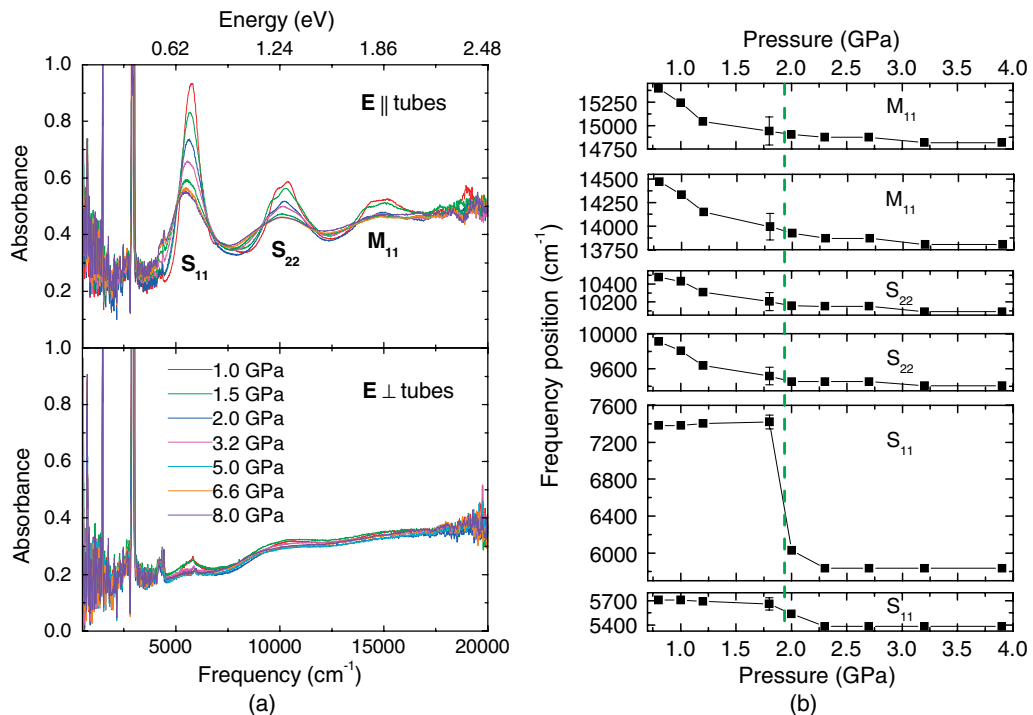 Energy (eV)
0.62 1.24 1.86 2.48
1.0
0.8
0.6
0.4
0.2
Absorbance
E || tubes
S11
S22
M11
1.0
0.8
0.6
0.4
0.2
0.0
Absorbance
E ⊥ tubes
1.0 GPa
1.5 GPa
2.0 GPa
3.2 GPa
5.0 GPa
6.6 GPa
8.0 GPa
5000 10000 15000 20000
Frequency (cm-1)
(a)
Pressure (GPa)
1.0 1.5 2.0 2.5 3.0 3.5 4.0
Frequency position (cm-1)
15250
15000
14750
M11
14500
14000
13750
M11
10400
10200
S22
10000
9600
S22
7600
7200
6600
6000
S11
5700
5400
S11
1.0 1.5 2.0 2.5 3.0 3.5 4.0
Pressure (GPa)
(b)